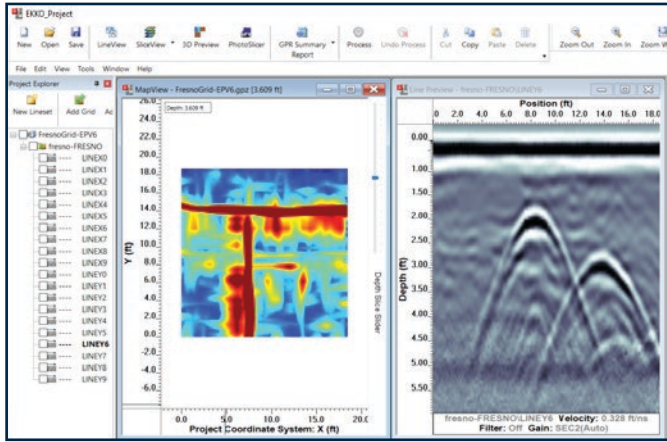 EKKO_Project
New Open Save LineView SliceView 3D Preview PhotoSlicer GPR Summary Report Process Undo Process Cut Copy Paste Delete Zoom Out Zoom In
File Edit View Tools Window Help
Project Explorer
New Lineset Add Grid
FresnoGrid-EPV6
fresno-FRESNO
LINEX0
LINEX1
LINEX2
LINEX3
LINEX4
LINEX5
LINEX6
LINEX7
LINEX8
LINEX9
LINEY0
LINEY1
LINEY2
LINEY3
LINEY4
LINEY5
LINEY6
LINEY7
LINEY8
LINEY9
MapView - FresnoGrid-EPV6.gpz [3.609 ft]
Depth: 3.609 ft
26.0
24.0
22.0
20.0
18.0
16.0
14.0
12.0
10.0
8.0
6.0
4.0
2.0
0.0
-2.0
-4.0
-6.0
Y (ft)
Depth Slice Slider
0.0 5.0 10.0 15.0 20.0
Project Coordinate System: X (ft)
Line Preview - fresno-FRESNO\LINEY6
Position (ft)
0.0 2.0 4.0 6.0 8.0 10.0 12.0 14.0 16.0 18.0
0.00
1.00
2.00
2.50
3.00
3.50
4.00
4.50
5.00
5.50
Depth (ft)
fresno-FRESNO\LINEY6 Velocity: 0.328 ft/ns
Filter: Off Gain: SEC2(Auto)